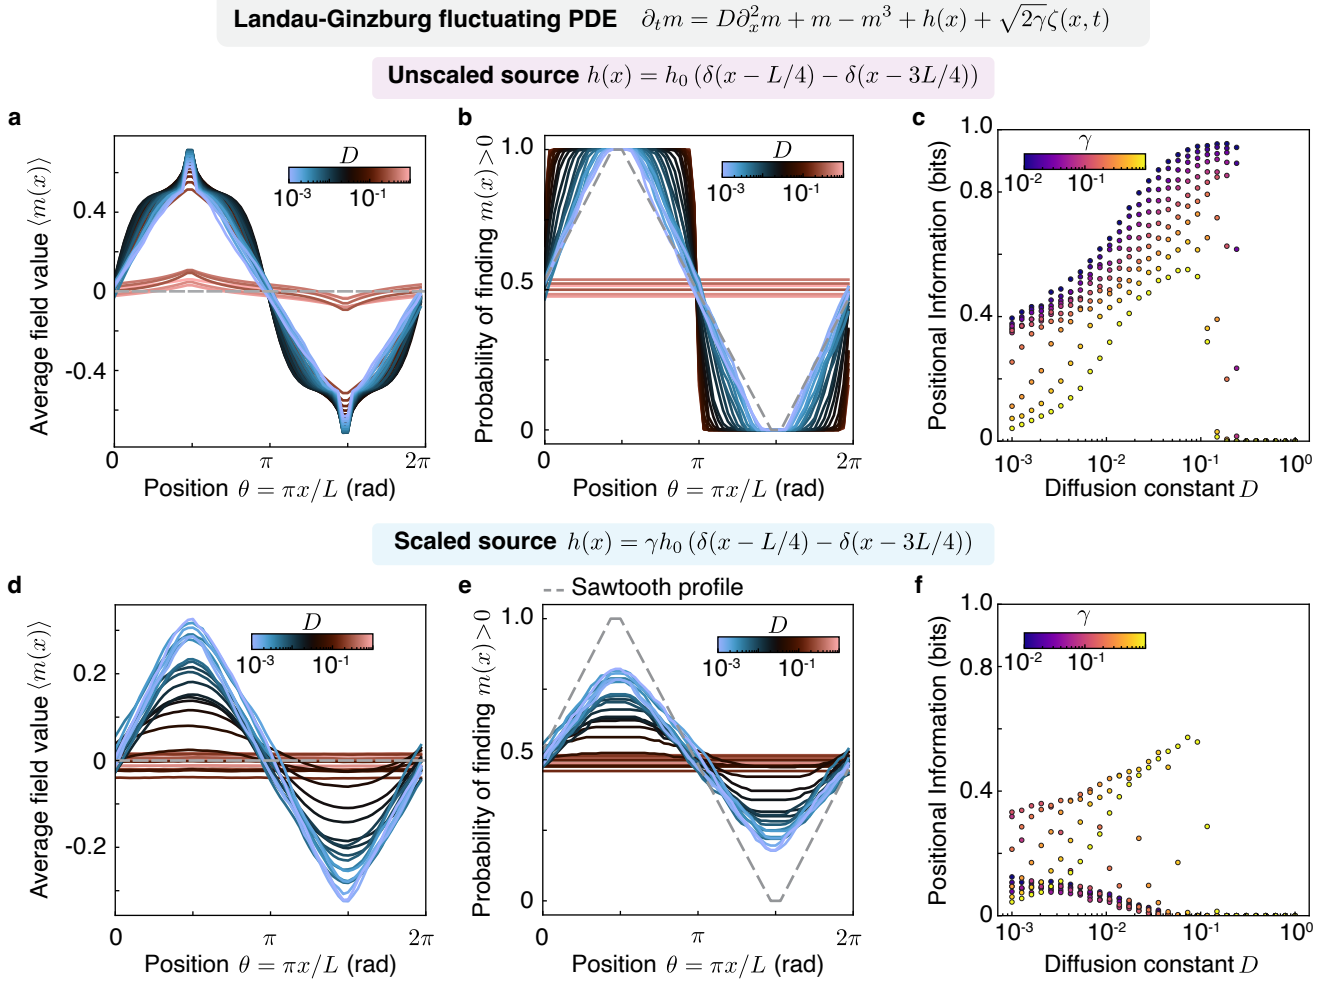 Landau-Ginzburg fluctuating PDE ∂ₜm = D∂ₓ²m + m − m³ + h(x) + √2γζ(x, t)
Unscaled source h(x) = h₀ (δ(x − L/4) − δ(x − 3L/4))
a
Average field value ⟨m(x)⟩
0.4
0
-0.4
D
10⁻³ 10⁻¹
0 π 2π
Position θ = πx/L (rad)
b
Probability of finding m(x)>0
1.0
0.5
0
D
10⁻³ 10⁻¹
0 π 2π
Position θ = πx/L (rad)
c
Positional Information (bits)
1.0
0.8
0.4
0
γ
10⁻² 10⁻¹
10⁻³ 10⁻² 10⁻¹ 10⁰
Diffusion constant D
Scaled source h(x) = γh₀ (δ(x − L/4) − δ(x − 3L/4))
d
Average field value ⟨m(x)⟩
0.2
0
-0.2
D
10⁻³ 10⁻¹
0 π 2π
Position θ = πx/L (rad)
e
Sawtooth profile
Probability of finding m(x)>0
1.0
0.5
0
D
10⁻³ 10⁻¹
0 π 2π
Position θ = πx/L (rad)
f
Positional Information (bits)
1.0
0.8
0.4
0
γ
10⁻² 10⁻¹
10⁻³ 10⁻² 10⁻¹ 10⁰
Diffusion constant D